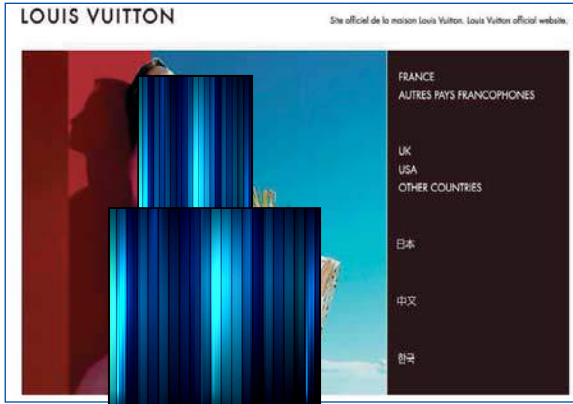 LOUIS VUITTON
Site officiel de la maison Louis Vuitton. Louis Vuitton official website.
FRANCE
AUTRES PAYS FRANCOPHONES
UK
USA
OTHER COUNTRIES
日本
中文
한국